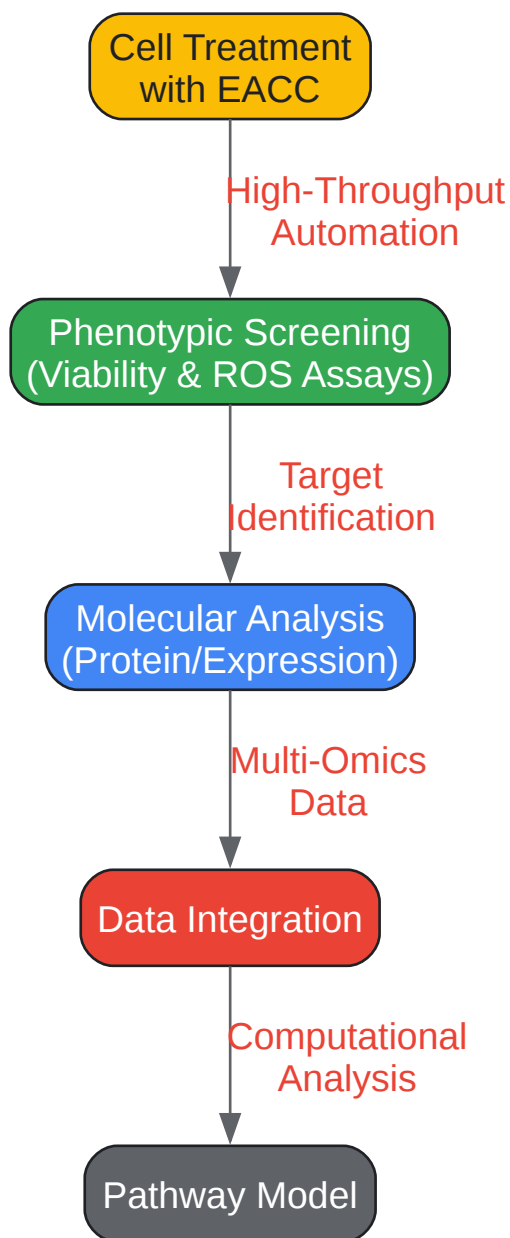 Cell Treatment
with EACC
High-Throughput
Automation
Phenotypic Screening
(Viability & ROS Assays)
Target
Identification
Molecular Analysis
(Protein/Expression)
Multi-Omics
Data
Data Integration
Computational
Analysis
Pathway Model